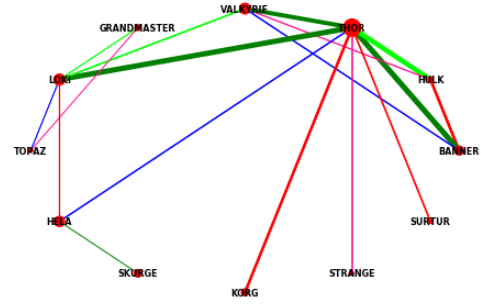 VALKYRIE
GRANDMASTER
THOR
LOKI
HULK
TOPAZ
BANNER
HELA
SURTUR
SKURGE
STRANGE
KORG